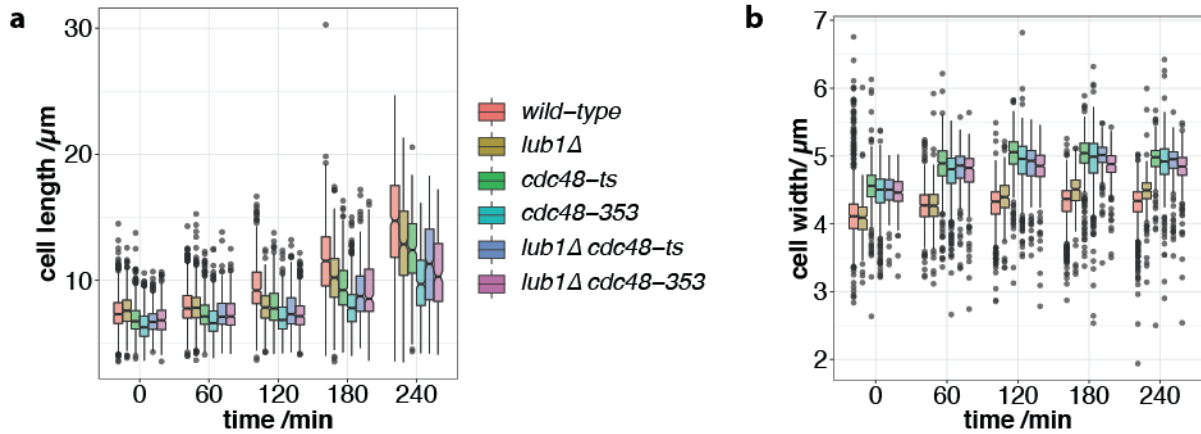 a
cell length /µm
30
20
10
0 60 120 180 240
time /min
wild-type
lub1Δ
cdc48-ts
cdc48-353
lub1Δ cdc48-ts
lub1Δ cdc48-353
b
cell width/ µm
7
6
5
4
3
2
0 60 120 180 240
time /min